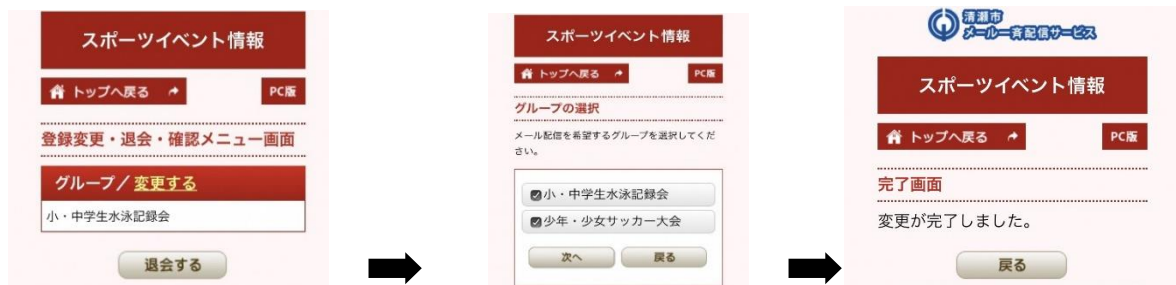 スポーツイベント情報
トップへ戻る
PC版
登録変更・退会・確認メニュー画面
グループ/ 変更する
小・中学生水泳記録会
退会する
スポーツイベント情報
トップへ戻る
PC版
グループの選択
メール配信を希望するグループを選択してくだ
さい。
小・中学生水泳記録会
少年・少女サッカー大会
次へ
戻る
清瀬市
メール一斉配信サービス
スポーツイベント情報
トップへ戻る
PC版
完了画面
変更が完了しました。
戻る